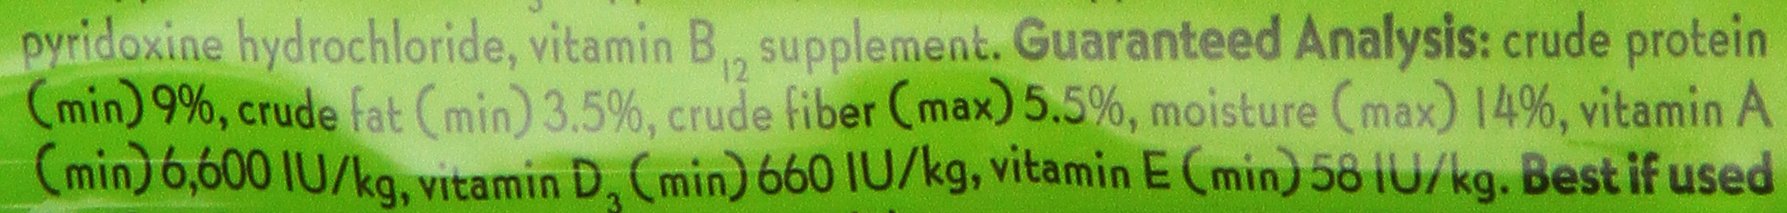 pyridoxine hydrochloride, vitamin B12 supplement. Guaranteed Analysis: crude protein
(min) 9%, crude fat (min) 3.5%, crude fiber (max) 5.5%, moisture (max) 14%, vitamin A
(min) 6,600 IU/kg, vitamin D3 (min) 660 IU/kg, vitamin E (min) 58 IU/kg. Best if used